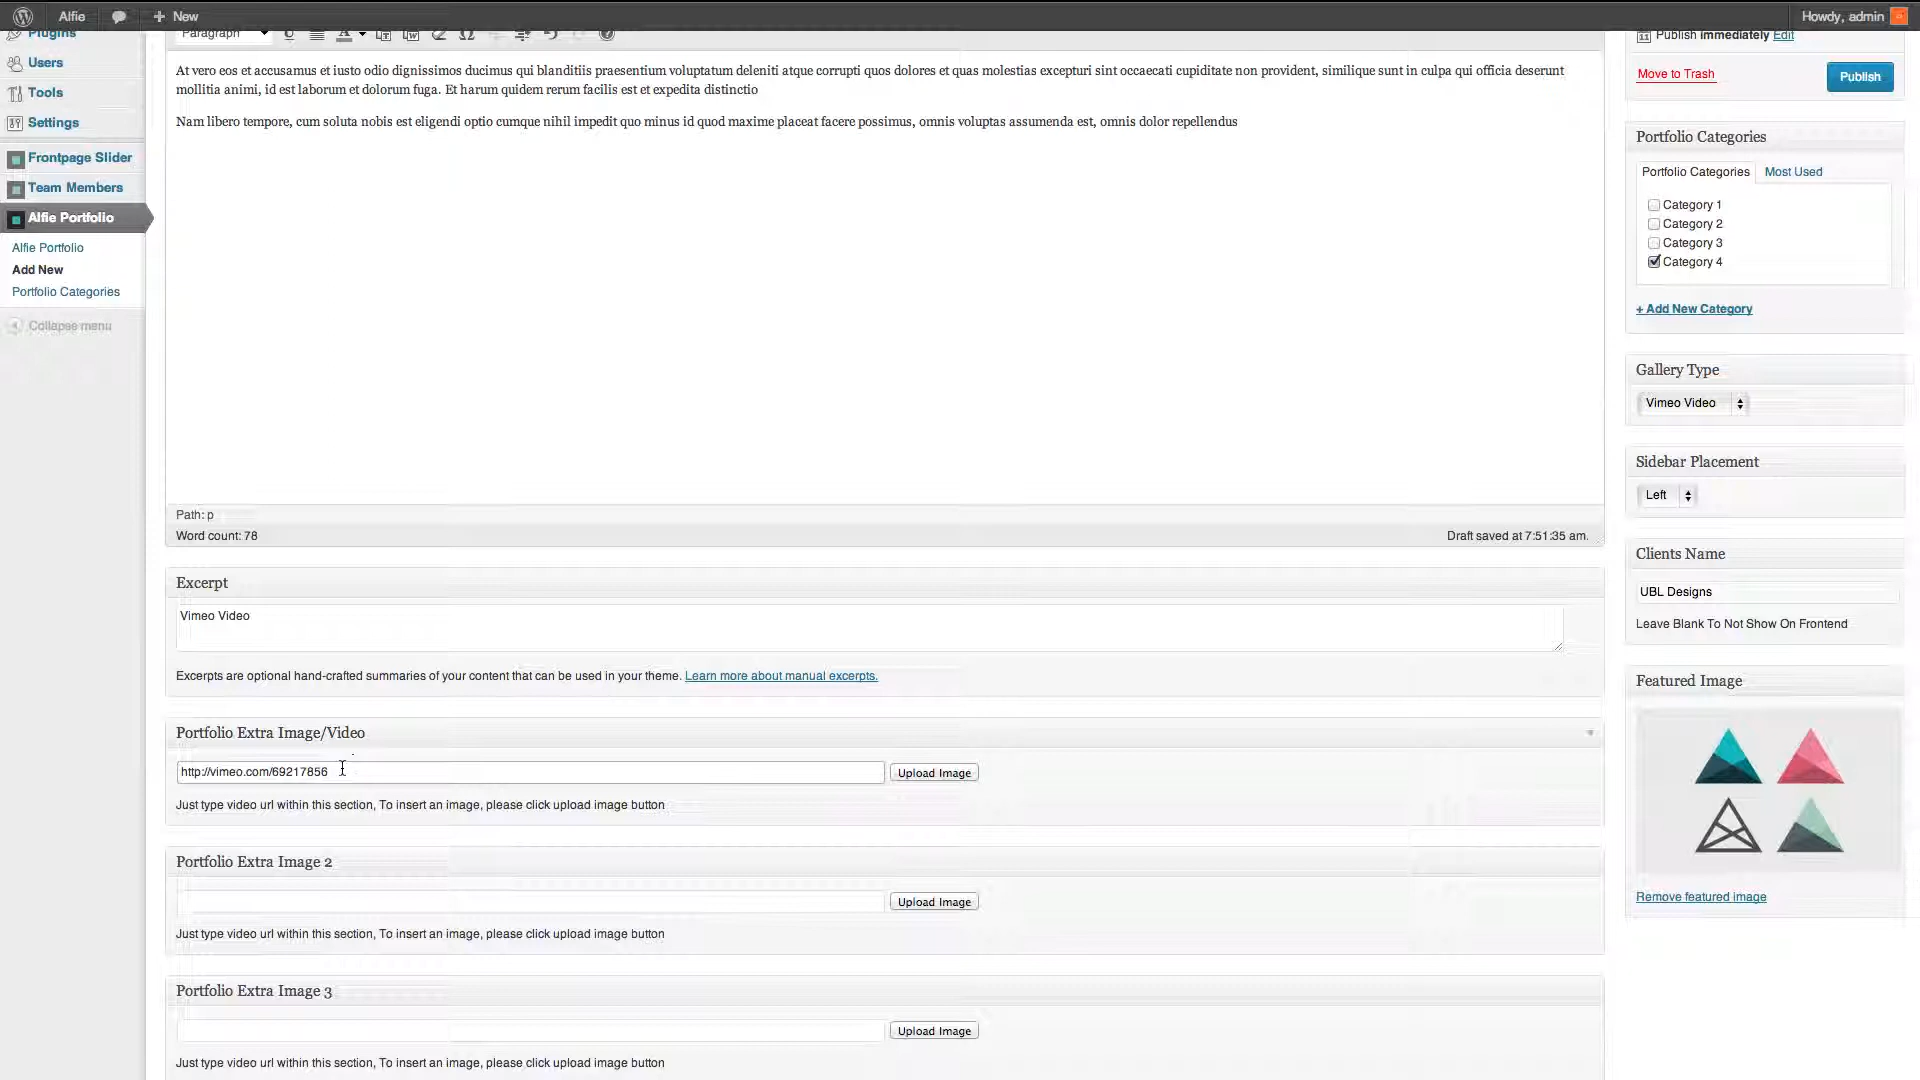 Alfie
New
Howdy, admin
Plugins
Users
Tools
Settings
Frontpage Slider
Team Members
Alfie Portfolio
Alfie Portfolio
Add New
Portfolio Categories
Collapse menu
Paragraph
At vero eos et accusamus et iusto odio dignissimos ducimus qui blanditiis praesentium voluptatum deleniti atque corrupti quos dolores et quas molestias excepturi sint occaecati cupiditate non provident, similique sunt in culpa qui officia deserunt
mollitia animi, id est laborum et dolorum fuga. Et harum quidem rerum facilis est et expedita distinctio
Nam libero tempore, cum soluta nobis est eligendi optio cumque nihil impedit quo minus id quod maxime placeat facere possimus, omnis voluptas assumenda est, omnis dolor repellendus
Path: p
Word count: 78
Draft saved at 7:51:35 am.
Excerpt
Vimeo Video
Excerpts are optional hand-crafted summaries of your content that can be used in your theme. Learn more about manual excerpts.
Portfolio Extra Image/Video
http://vimeo.com/69217856
Upload Image
Just type video url within this section, To insert an image, please click upload image button
Portfolio Extra Image 2
Upload Image
Just type video url within this section, To insert an image, please click upload image button
Portfolio Extra Image 3
Upload Image
Just type video url within this section, To insert an image, please click upload image button
Publish immediately Edit
Move to Trash
Publish
Portfolio Categories
Portfolio Categories
Most Used
Category 1
Category 2
Category 3
Category 4
+ Add New Category
Gallery Type
Vimeo Video
Sidebar Placement
Left
Clients Name
UBL Designs
Leave Blank To Not Show On Frontend
Featured Image
Remove featured image